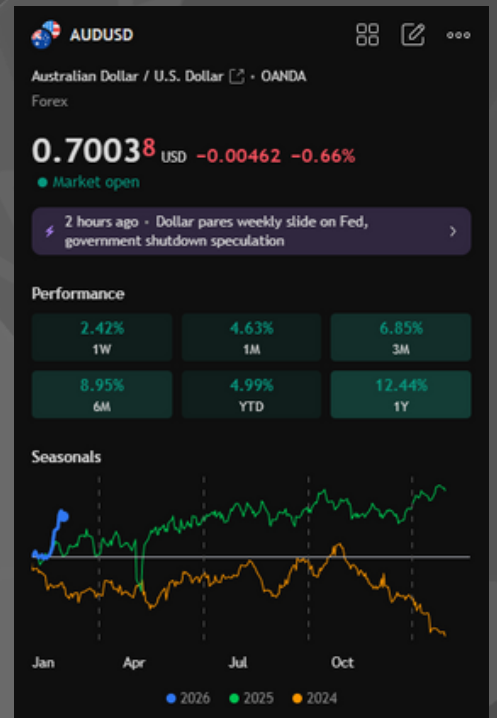 AUDUSD
Australian Dollar / U.S. Dollar • OANDA
Forex
0.70038 USD −0.00462 −0.66%
Market open
2 hours ago • Dollar pares weekly slide on Fed,
government shutdown speculation
Performance
2.42% 4.63% 6.85%
1W 1M 3M
8.95% 4.99% 12.44%
6M YTD 1Y
Seasonals
Jan Apr Jul Oct
2026 2025 2024